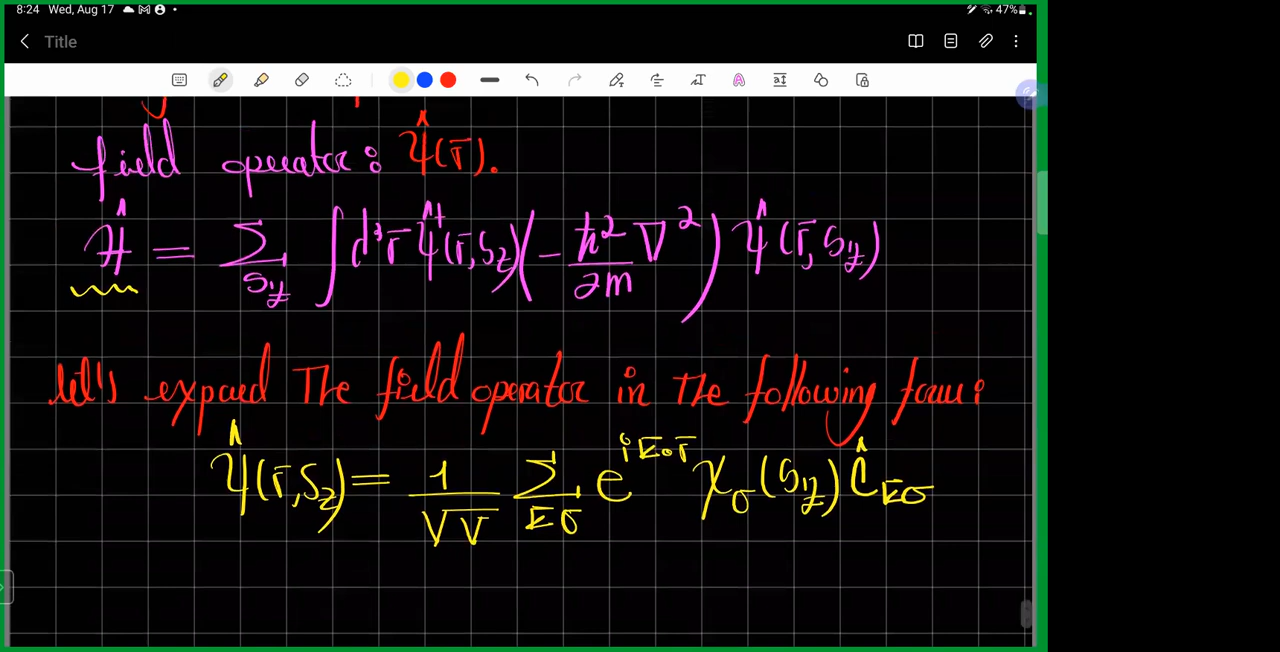 8:24 Wed, Aug 17
47%
Title
field operator: Ψ̂(r̄).
Ĥ = Σ_{S_z} ∫ d³r̄ Ψ̂†(r̄,S_z) (-ħ²/2m ∇²) Ψ̂(r̄,S_z)
let's expand The field operator in The following form:
Ψ̂(r̄,S_z) = 1/√V Σ_{k̄σ} e^{i k̄·r̄} χ_σ(S_z) Ĉ_{k̄σ}